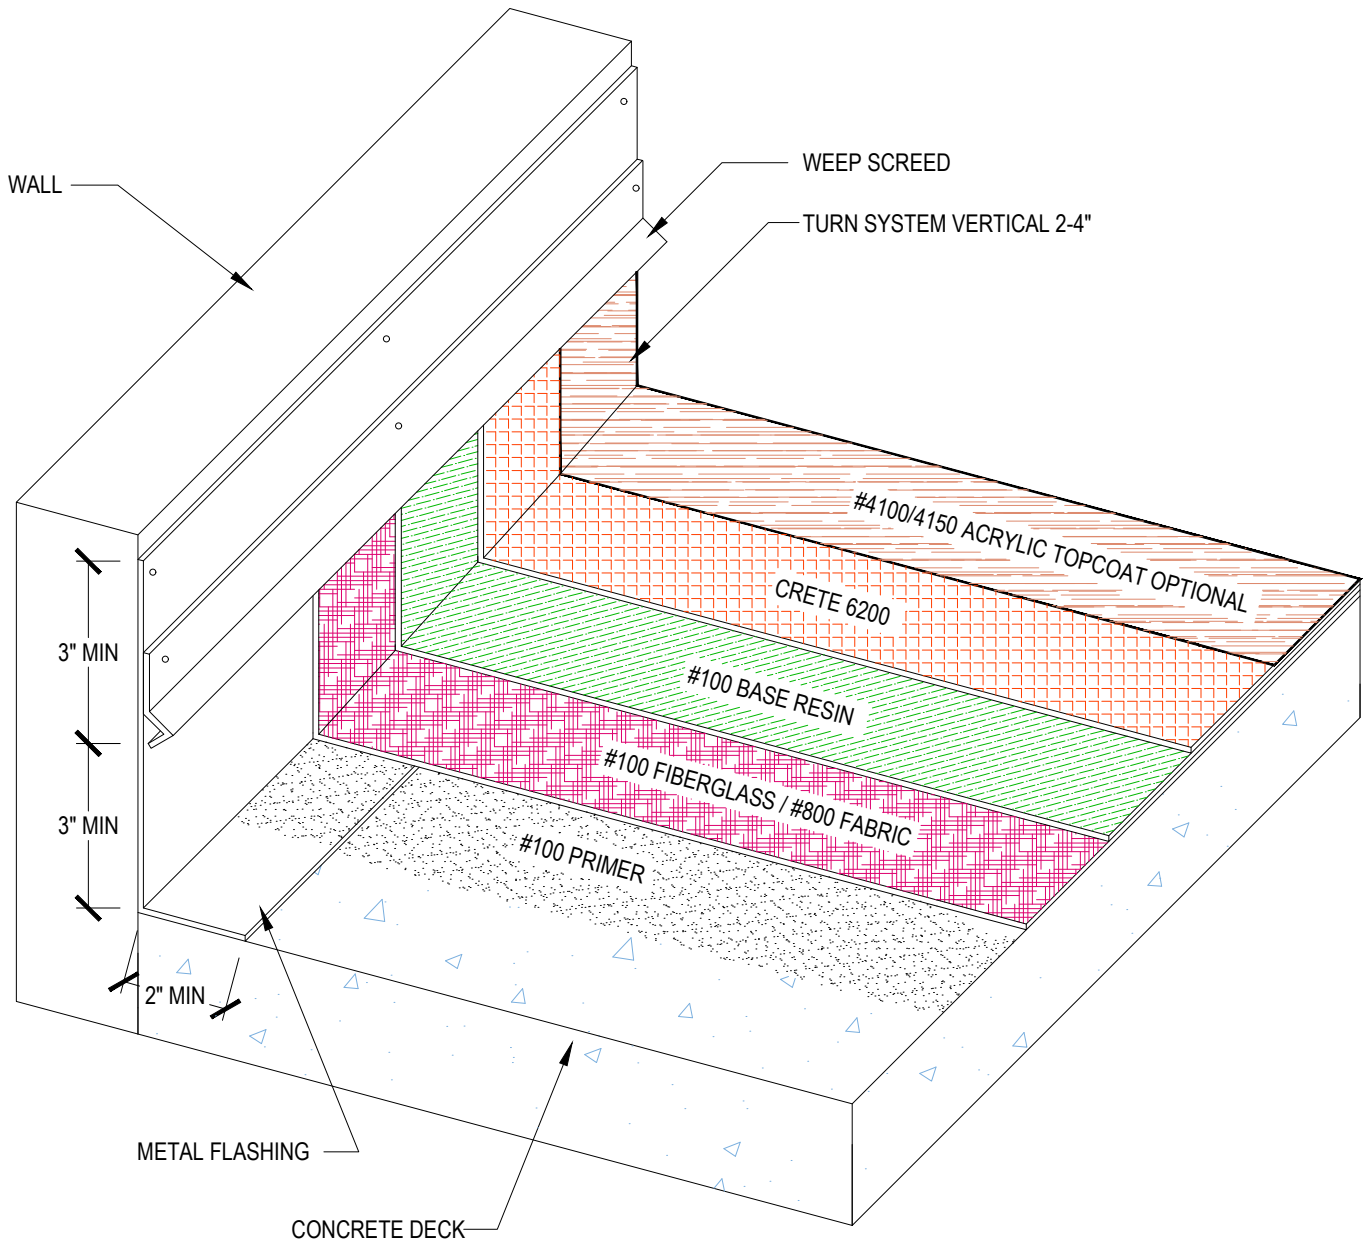 WEEP SCREED
WALL
TURN SYSTEM VERTICAL 2-4"
#4100/4150 ACRYLIC TOPCOAT OPTIONAL
CRETE 6200
3" MIN
#100 BASE RESIN
#100 FIBERGLASS / #800 FABRIC
3" MIN
#100 PRIMER
2" MIN
METAL FLASHING
CONCRETE DECK